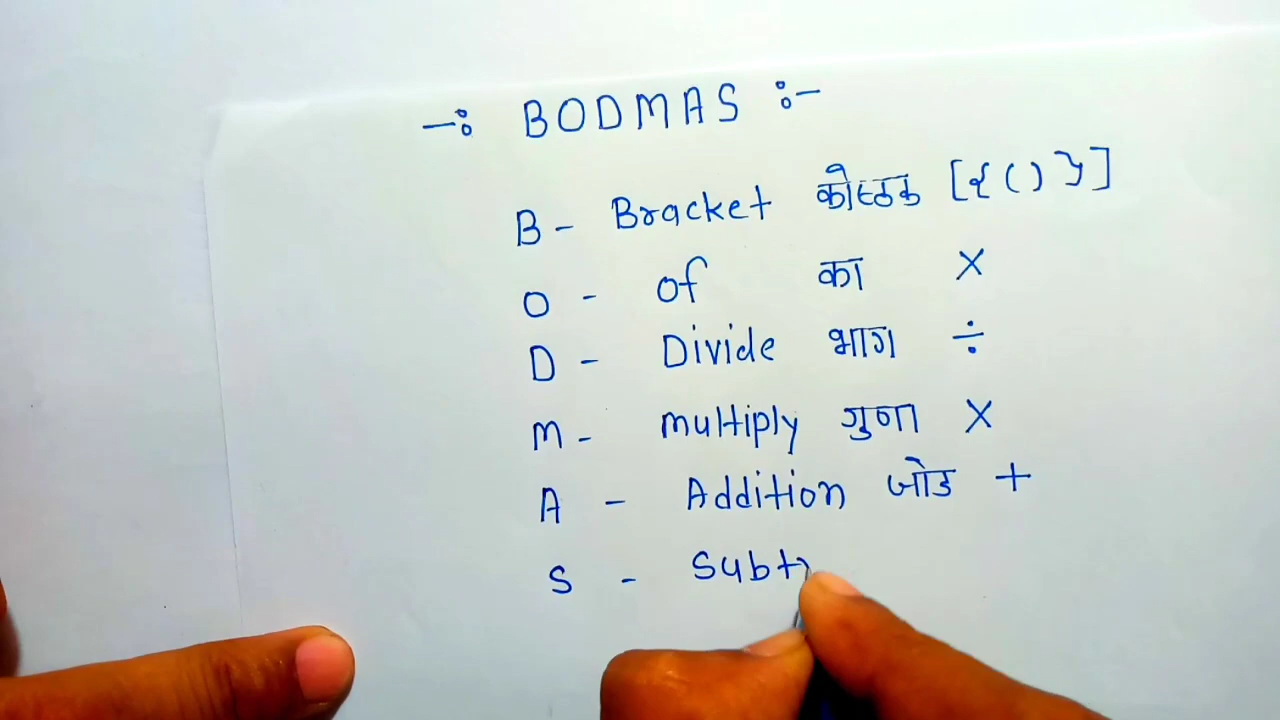 -: BODMAS :-
B - Bracket कोष्ठक [{()}]
O - of का ×
D - Divide भाग ÷
M - multiply गुणा ×
A - Addition जोड +
S - Subtr